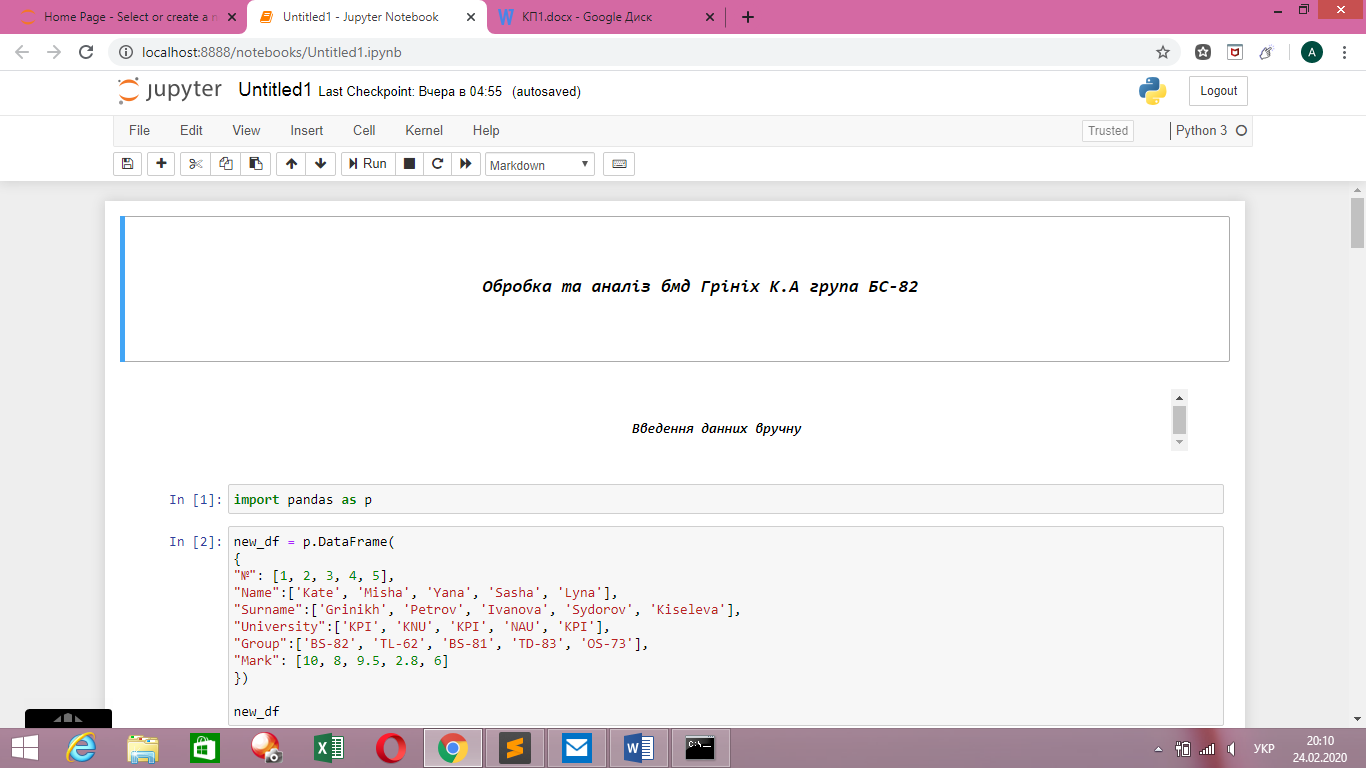 Home Page - Select or create a n
Untitled1 - Jupyter Notebook
КП1.docx - Google Диск
localhost:8888/notebooks/Untitled1.ipynb
A
jupyter Untitled1 Last Checkpoint: Вчера в 04:55 (autosaved)
Logout
File Edit View Insert Cell Kernel Help
Trusted
Python 3
Run
Markdown
Обробка та аналіз бмд Грініх К.А група БС-82
Введення данних вручну
In [1]: import pandas as p
In [2]: new_df = p.DataFrame(
{
"№": [1, 2, 3, 4, 5],
"Name":['Kate', 'Misha', 'Yana', 'Sasha', 'Lyna'],
"Surname":['Grinikh', 'Petrov', 'Ivanova', 'Sydorov', 'Kiseleva'],
"University":['KPI', 'KNU', 'KPI', 'NAU', 'KPI'],
"Group":['BS-82', 'TL-62', 'BS-81', 'TD-83', 'OS-73'],
"Mark": [10, 8, 9.5, 2.8, 6]
})
new_df
УКР
20:10
24.02.2020